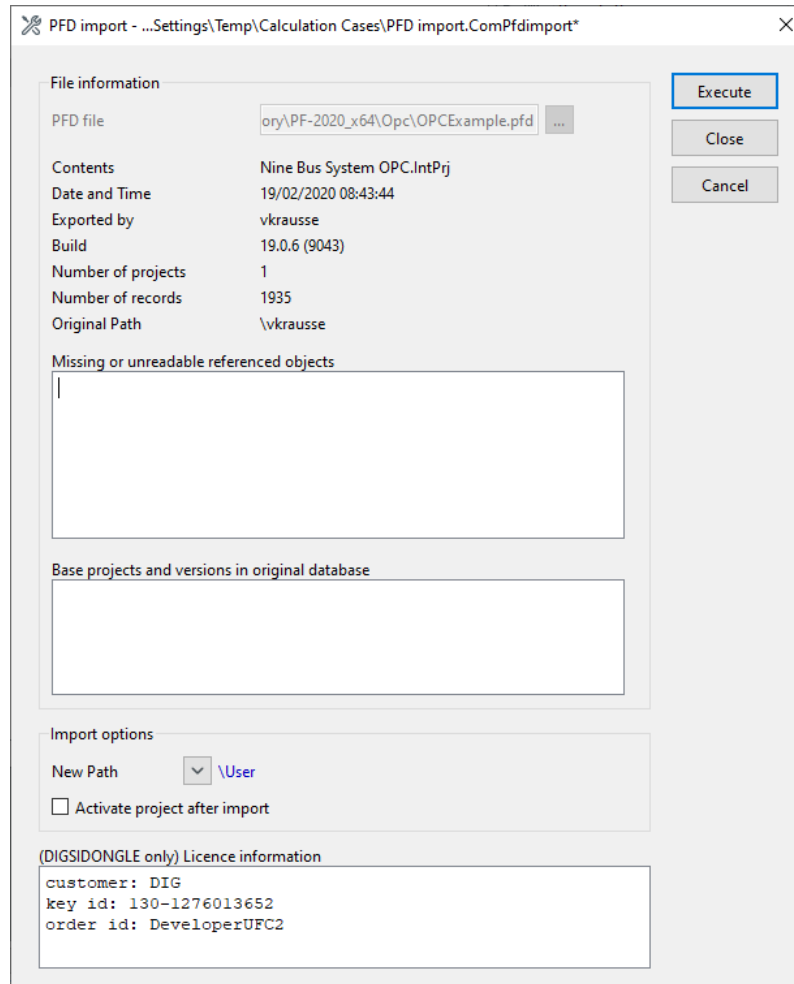 PFD import - ...Settings\Temp\Calculation Cases\PFD import.ComPfdimport*
File information
PFD file ory\PF-2020_x64\Opc\OPCExample.pfd ...
Contents Nine Bus System OPC.IntPrj
Date and Time 19/02/2020 08:43:44
Exported by vkrausse
Build 19.0.6 (9043)
Number of projects 1
Number of records 1935
Original Path \vkrausse
Missing or unreadable referenced objects
Base projects and versions in original database
Import options
New Path \User
Activate project after import
(DIGSIDONGLE only) Licence information
customer: DIG
key id: 130-1276013652
order id: DeveloperUFC2
Execute
Close
Cancel